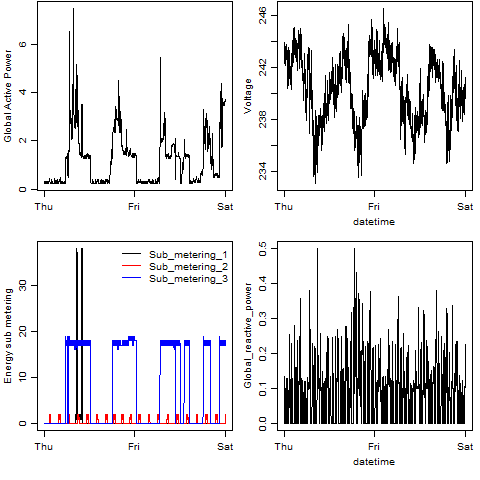 Global Active Power
0 2 4 6
Thu Fri Sat
Voltage
234 238 242 246
Thu Fri Sat
datetime
Energy sub metering
0 10 20 30
Sub_metering_1
Sub_metering_2
Sub_metering_3
Thu Fri Sat
Global_reactive_power
0.0 0.1 0.2 0.3 0.4 0.5
Thu Fri Sat
datetime